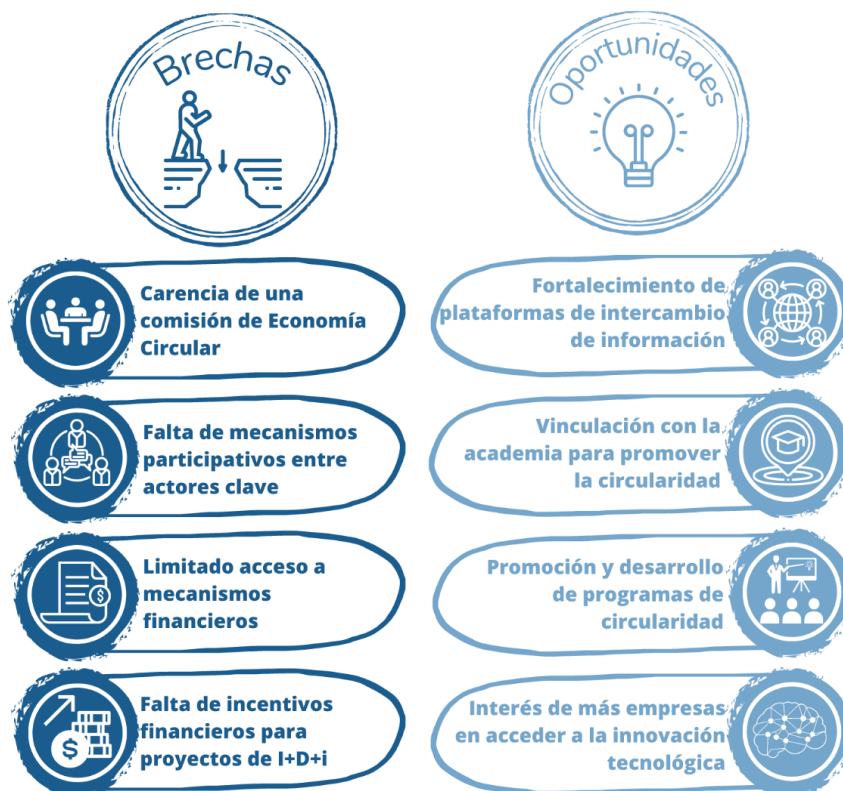 Brechas
Carencia de una
comisión de Economía
Circular
Falta de mecanismos
participativos entre
actores clave
Limitado acceso a
mecanismos
financieros
Falta de incentivos
financieros para
proyectos de I+D+i
Oportunidades
Fortalecimiento de
plataformas de intercambio
de información
Vinculación con la
academia para promover
la circularidad
Promoción y desarrollo
de programas de
circularidad
Interés de más empresas
en acceder a la innovación
tecnológica